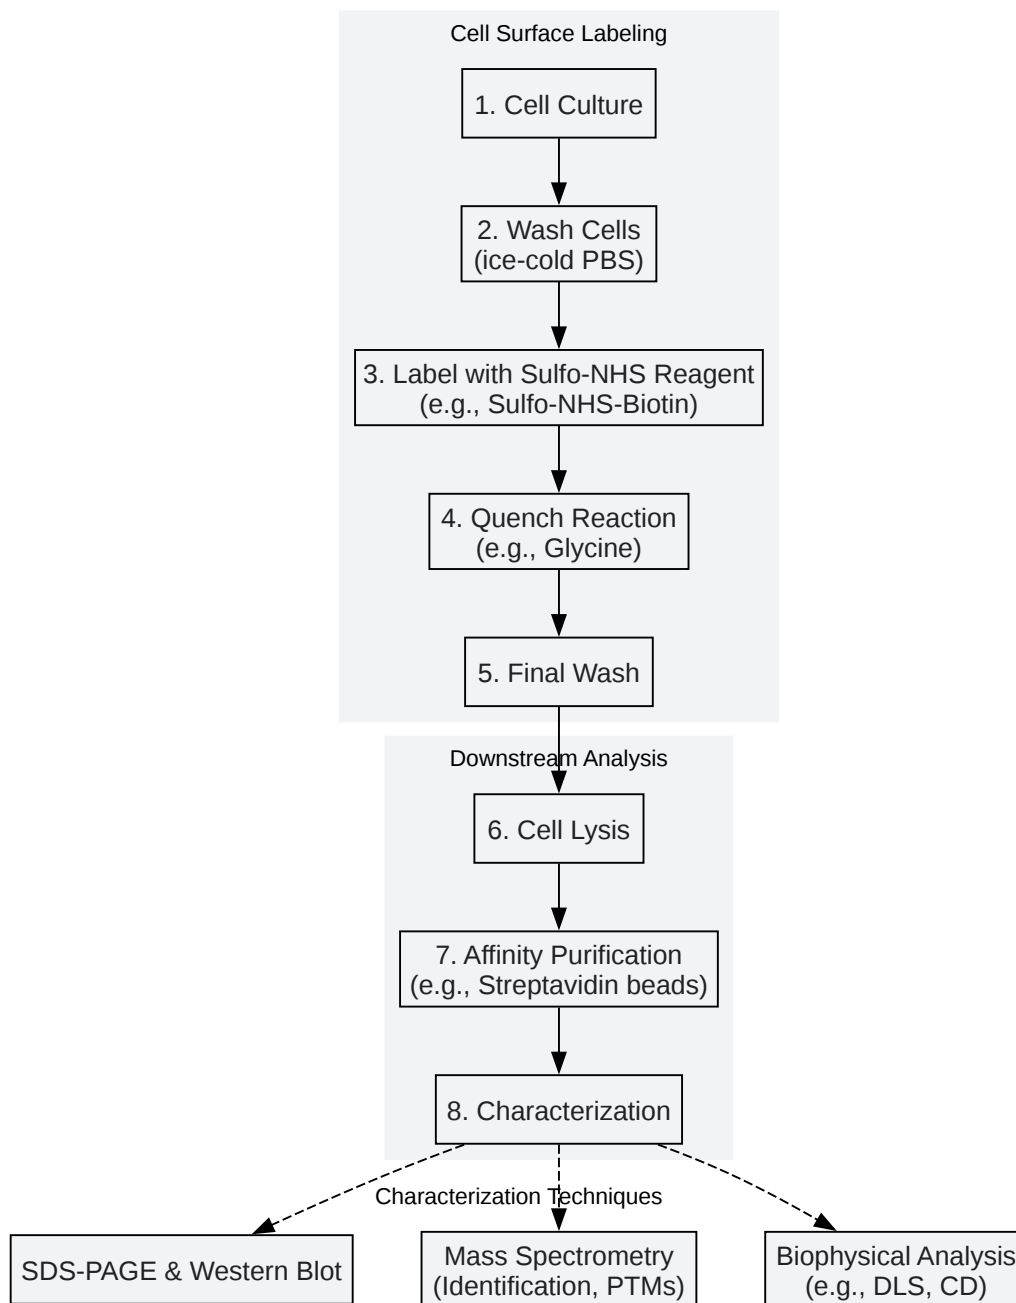 Cell Surface Labeling
1. Cell Culture
2. Wash Cells
(ice-cold PBS)
3. Label with Sulfo-NHS Reagent
(e.g., Sulfo-NHS-Biotin)
4. Quench Reaction
(e.g., Glycine)
5. Final Wash
Downstream Analysis
6. Cell Lysis
7. Affinity Purification
(e.g., Streptavidin beads)
8. Characterization
Characterization Techniques
SDS-PAGE & Western Blot
Mass Spectrometry
(Identification, PTMs)
Biophysical Analysis
(e.g., DLS, CD)